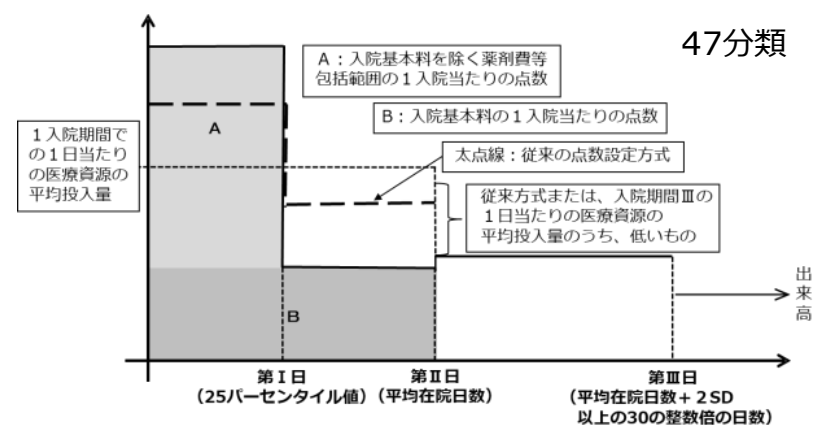 47分類
A：入院基本料を除く薬剤費等
包括範囲の１入院当たりの点数
B：入院基本料の１入院当たりの点数
太点線：従来の点数設定方式
１入院期間で
の１日当たり
の医療資源の
平均投入量
従来方式または、入院期間Ⅲの
１日当たりの医療資源の
平均投入量のうち、低いもの
A
B
出
来
高
第Ⅰ日
（25パーセンタイル値）
第Ⅱ日
（平均在院日数）
第Ⅲ日
（平均在院日数＋２SD
以上の30の整数倍の日数）